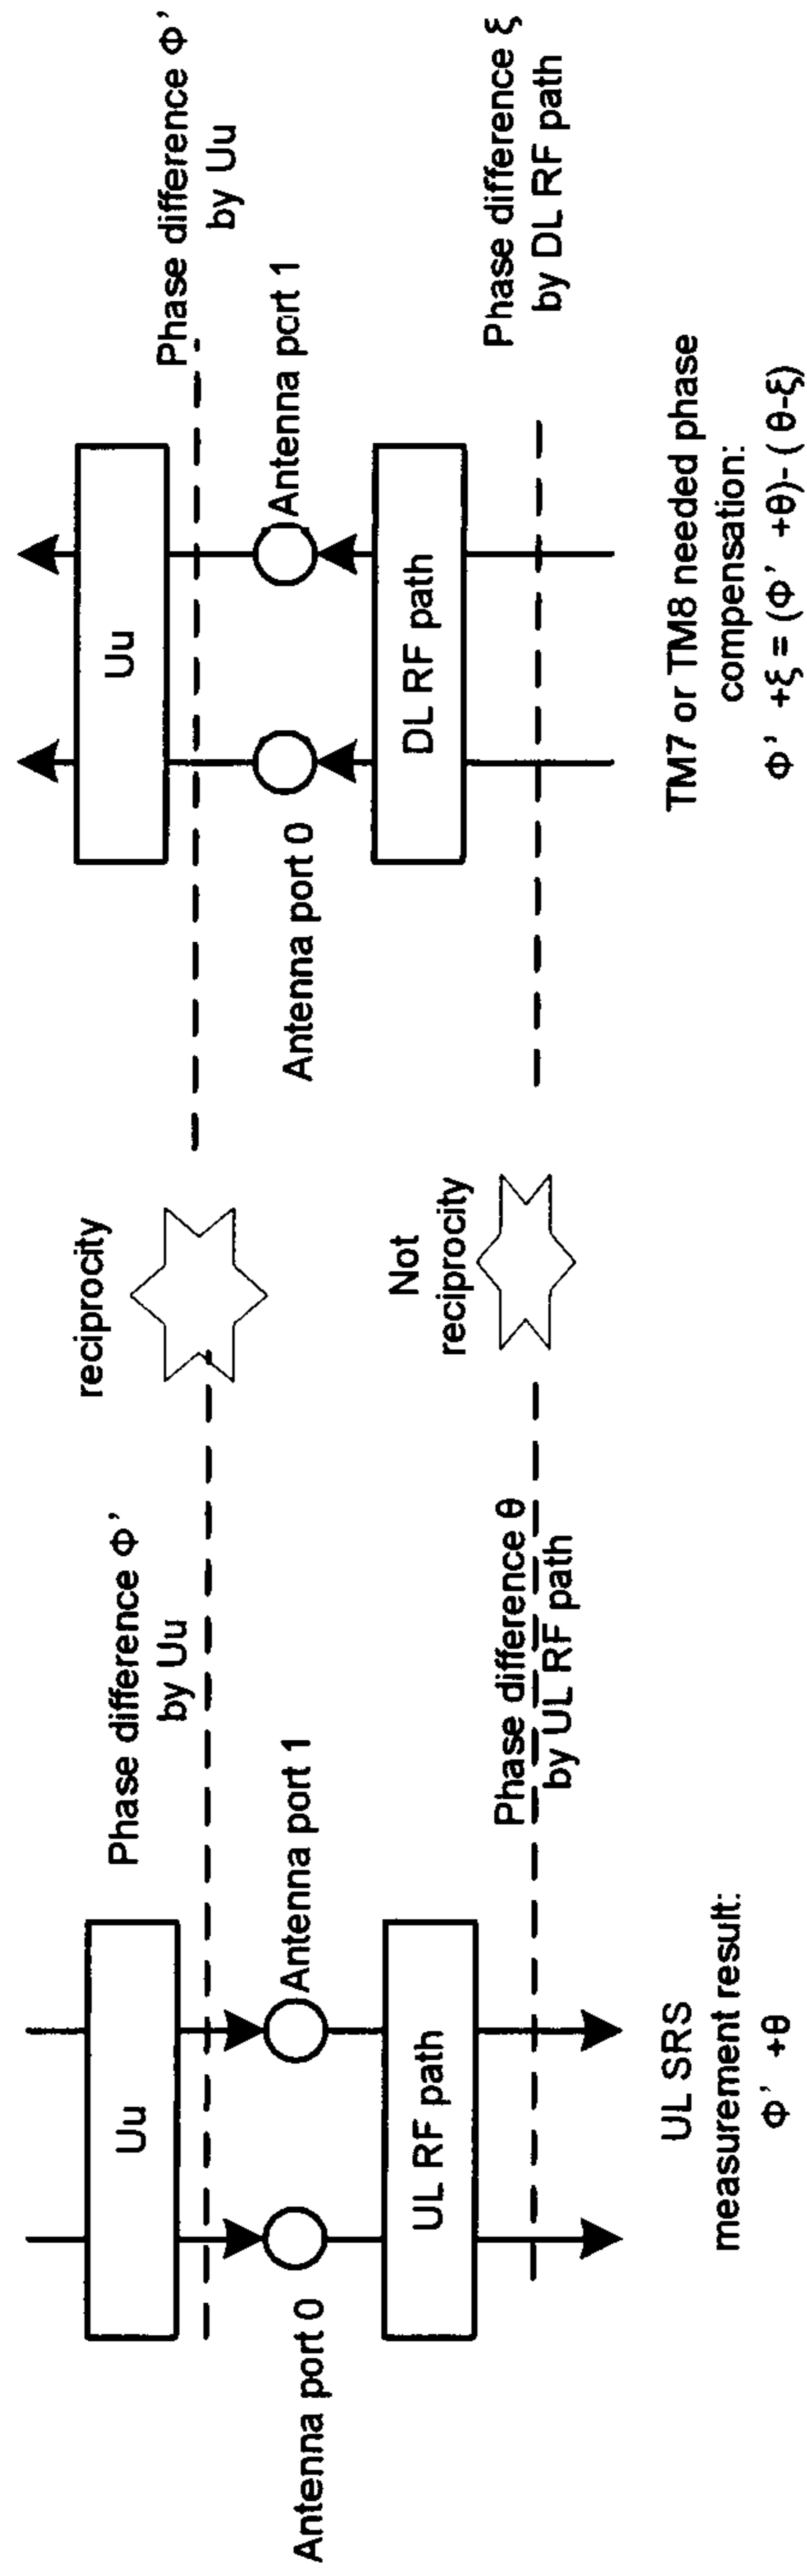 Uu
Phase difference Φ'
by Uu
Antenna port 0
Antenna port 1
UL RF path
Phase difference θ
by UL RF path
UL SRS
measurement result:
Φ' +θ
reciprocity
Not
reciprocity
Uu
Phase difference Φ'
by Uu
Antenna port 0
Antenna port 1
DL RF path
Phase difference ξ
by DL RF path
TM7 or TM8 needed phase
compensation:
Φ' +ξ = (Φ' +θ)- ( θ-ξ)